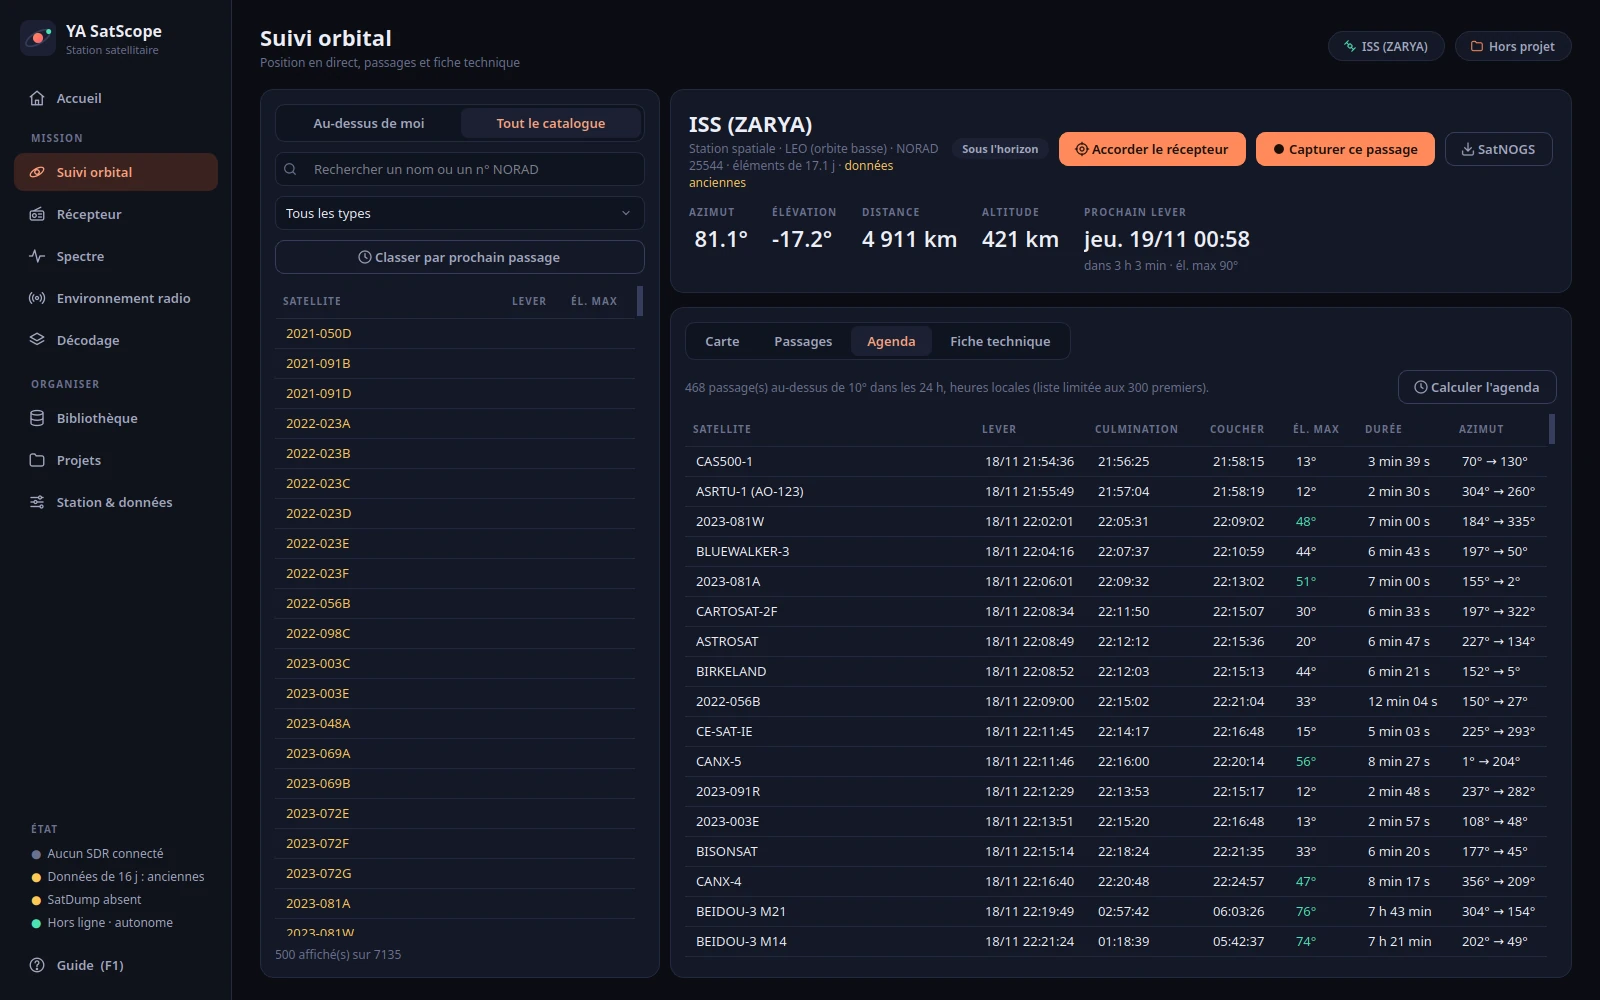 YA SatScope
Station satellitaire
Accueil
MISSION
Suivi orbital
Récepteur
Spectre
Environnement radio
Décodage
ORGANISER
Bibliothèque
Projets
Station & données
ÉTAT
Aucun SDR connecté
Données de 16 j : anciennes
SatDump absent
Hors ligne · autonome
Guide (F1)
Suivi orbital
Position en direct, passages et fiche technique
ISS (ZARYA)
Hors projet
Au-dessus de moi
Tout le catalogue
Rechercher un nom ou un n° NORAD
Tous les types
Classer par prochain passage
SATELLITE LEVER ÉL. MAX
2021-050D
2021-091B
2021-091D
2022-023A
2022-023B
2022-023C
2022-023D
2022-023E
2022-023F
2022-056B
2022-098C
2023-003C
2023-003E
2023-048A
2023-069A
2023-069B
2023-072E
2023-072F
2023-072G
2023-081A
2023-081W
500 affiché(s) sur 7135
ISS (ZARYA)
Station spatiale · LEO (orbite basse) · NORAD
25544 · éléments de 17.1 j · données
anciennes
Sous l'horizon
Accorder le récepteur
Capturer ce passage
SatNOGS
AZIMUT ÉLÉVATION DISTANCE ALTITUDE PROCHAIN LEVER
81.1° -17.2° 4 911 km 421 km jeu. 19/11 00:58
dans 3 h 3 min · él. max 90°
Carte Passages Agenda Fiche technique
468 passage(s) au-dessus de 10° dans les 24 h, heures locales (liste limitée aux 300 premiers).
Calculer l'agenda
SATELLITE LEVER CULMINATION COUCHER ÉL. MAX DURÉE AZIMUT
CAS500-1 18/11 21:54:36 21:56:25 21:58:15 13° 3 min 39 s 70° → 130°
ASRTU-1 (AO-123) 18/11 21:55:49 21:57:04 21:58:19 12° 2 min 30 s 304° → 260°
2023-081W 18/11 22:02:01 22:05:31 22:09:02 48° 7 min 00 s 184° → 335°
BLUEWALKER-3 18/11 22:04:16 22:07:37 22:10:59 44° 6 min 43 s 197° → 50°
2023-081A 18/11 22:06:01 22:09:32 22:13:02 51° 7 min 00 s 155° → 2°
CARTOSAT-2F 18/11 22:08:34 22:11:50 22:15:07 30° 6 min 33 s 197° → 322°
ASTROSAT 18/11 22:08:49 22:12:12 22:15:36 20° 6 min 47 s 227° → 134°
BIRKELAND 18/11 22:08:52 22:12:03 22:15:13 44° 6 min 21 s 152° → 5°
2022-056B 18/11 22:09:00 22:15:02 22:21:04 33° 12 min 04 s 150° → 27°
CE-SAT-IE 18/11 22:11:45 22:14:17 22:16:48 15° 5 min 03 s 225° → 293°
CANX-5 18/11 22:11:46 22:16:00 22:20:14 56° 8 min 27 s 1° → 204°
2023-091R 18/11 22:12:29 22:13:53 22:15:17 12° 2 min 48 s 237° → 282°
2023-003E 18/11 22:13:51 22:15:20 22:16:48 13° 2 min 57 s 108° → 48°
BISONSAT 18/11 22:15:14 22:18:24 22:21:35 33° 6 min 20 s 177° → 45°
CANX-4 18/11 22:16:40 22:20:48 22:24:57 47° 8 min 17 s 356° → 209°
BEIDOU-3 M21 18/11 22:19:49 02:57:42 06:03:26 76° 7 h 43 min 304° → 154°
BEIDOU-3 M14 18/11 22:21:24 01:18:39 05:42:37 74° 7 h 21 min 202° → 49°